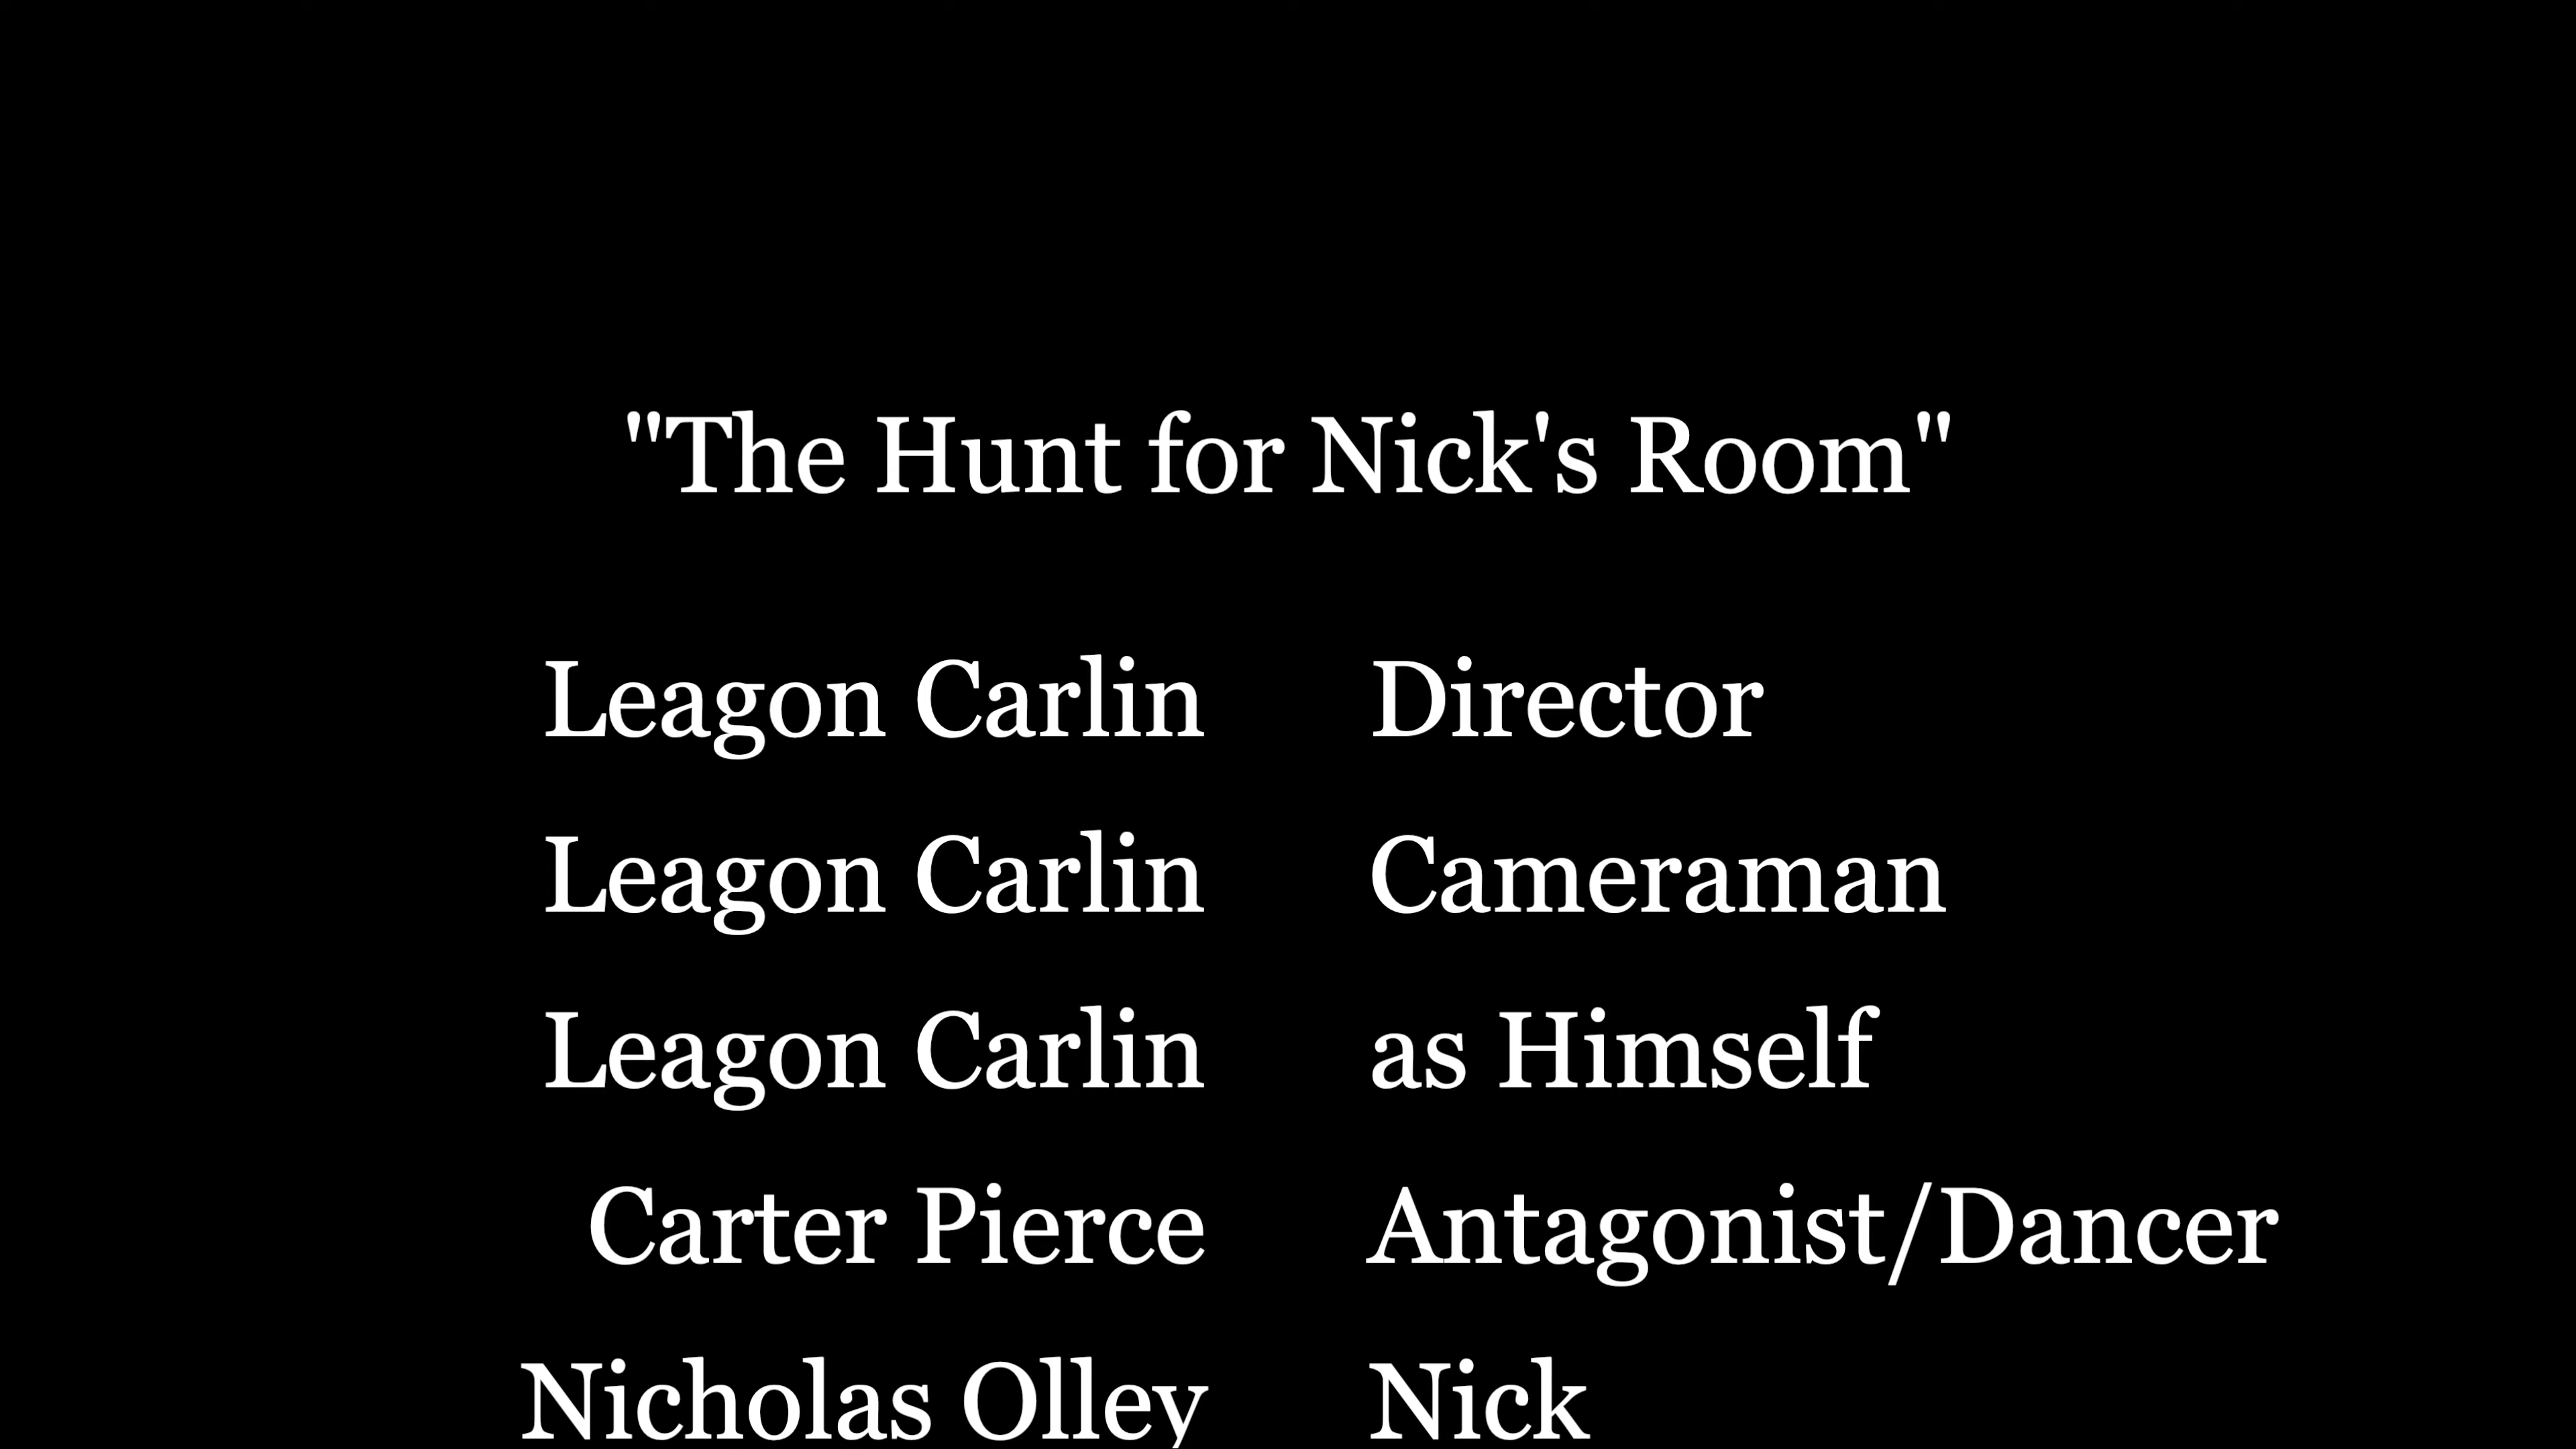 "The Hunt for Nick's Room"
Leagon Carlin Director
Leagon Carlin Cameraman
Leagon Carlin as Himself
Carter Pierce Antagonist/Dancer
Nicholas Olley Nick